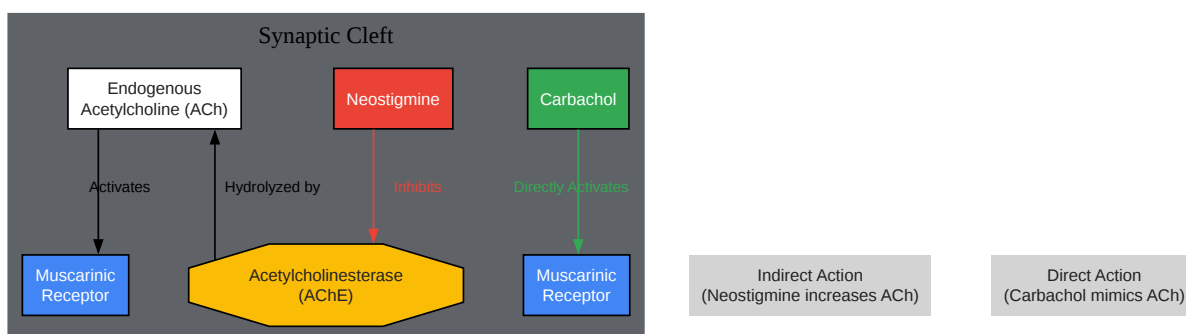 Synaptic Cleft
Endogenous
Acetylcholine (ACh)
Neostigmine
Carbachol
Activates
Hydrolyzed by
Inhibits
Directly Activates
Muscarinic
Receptor
Acetylcholinesterase
(AChE)
Muscarinic
Receptor
Indirect Action
(Neostigmine increases ACh)
Direct Action
(Carbachol mimics ACh)